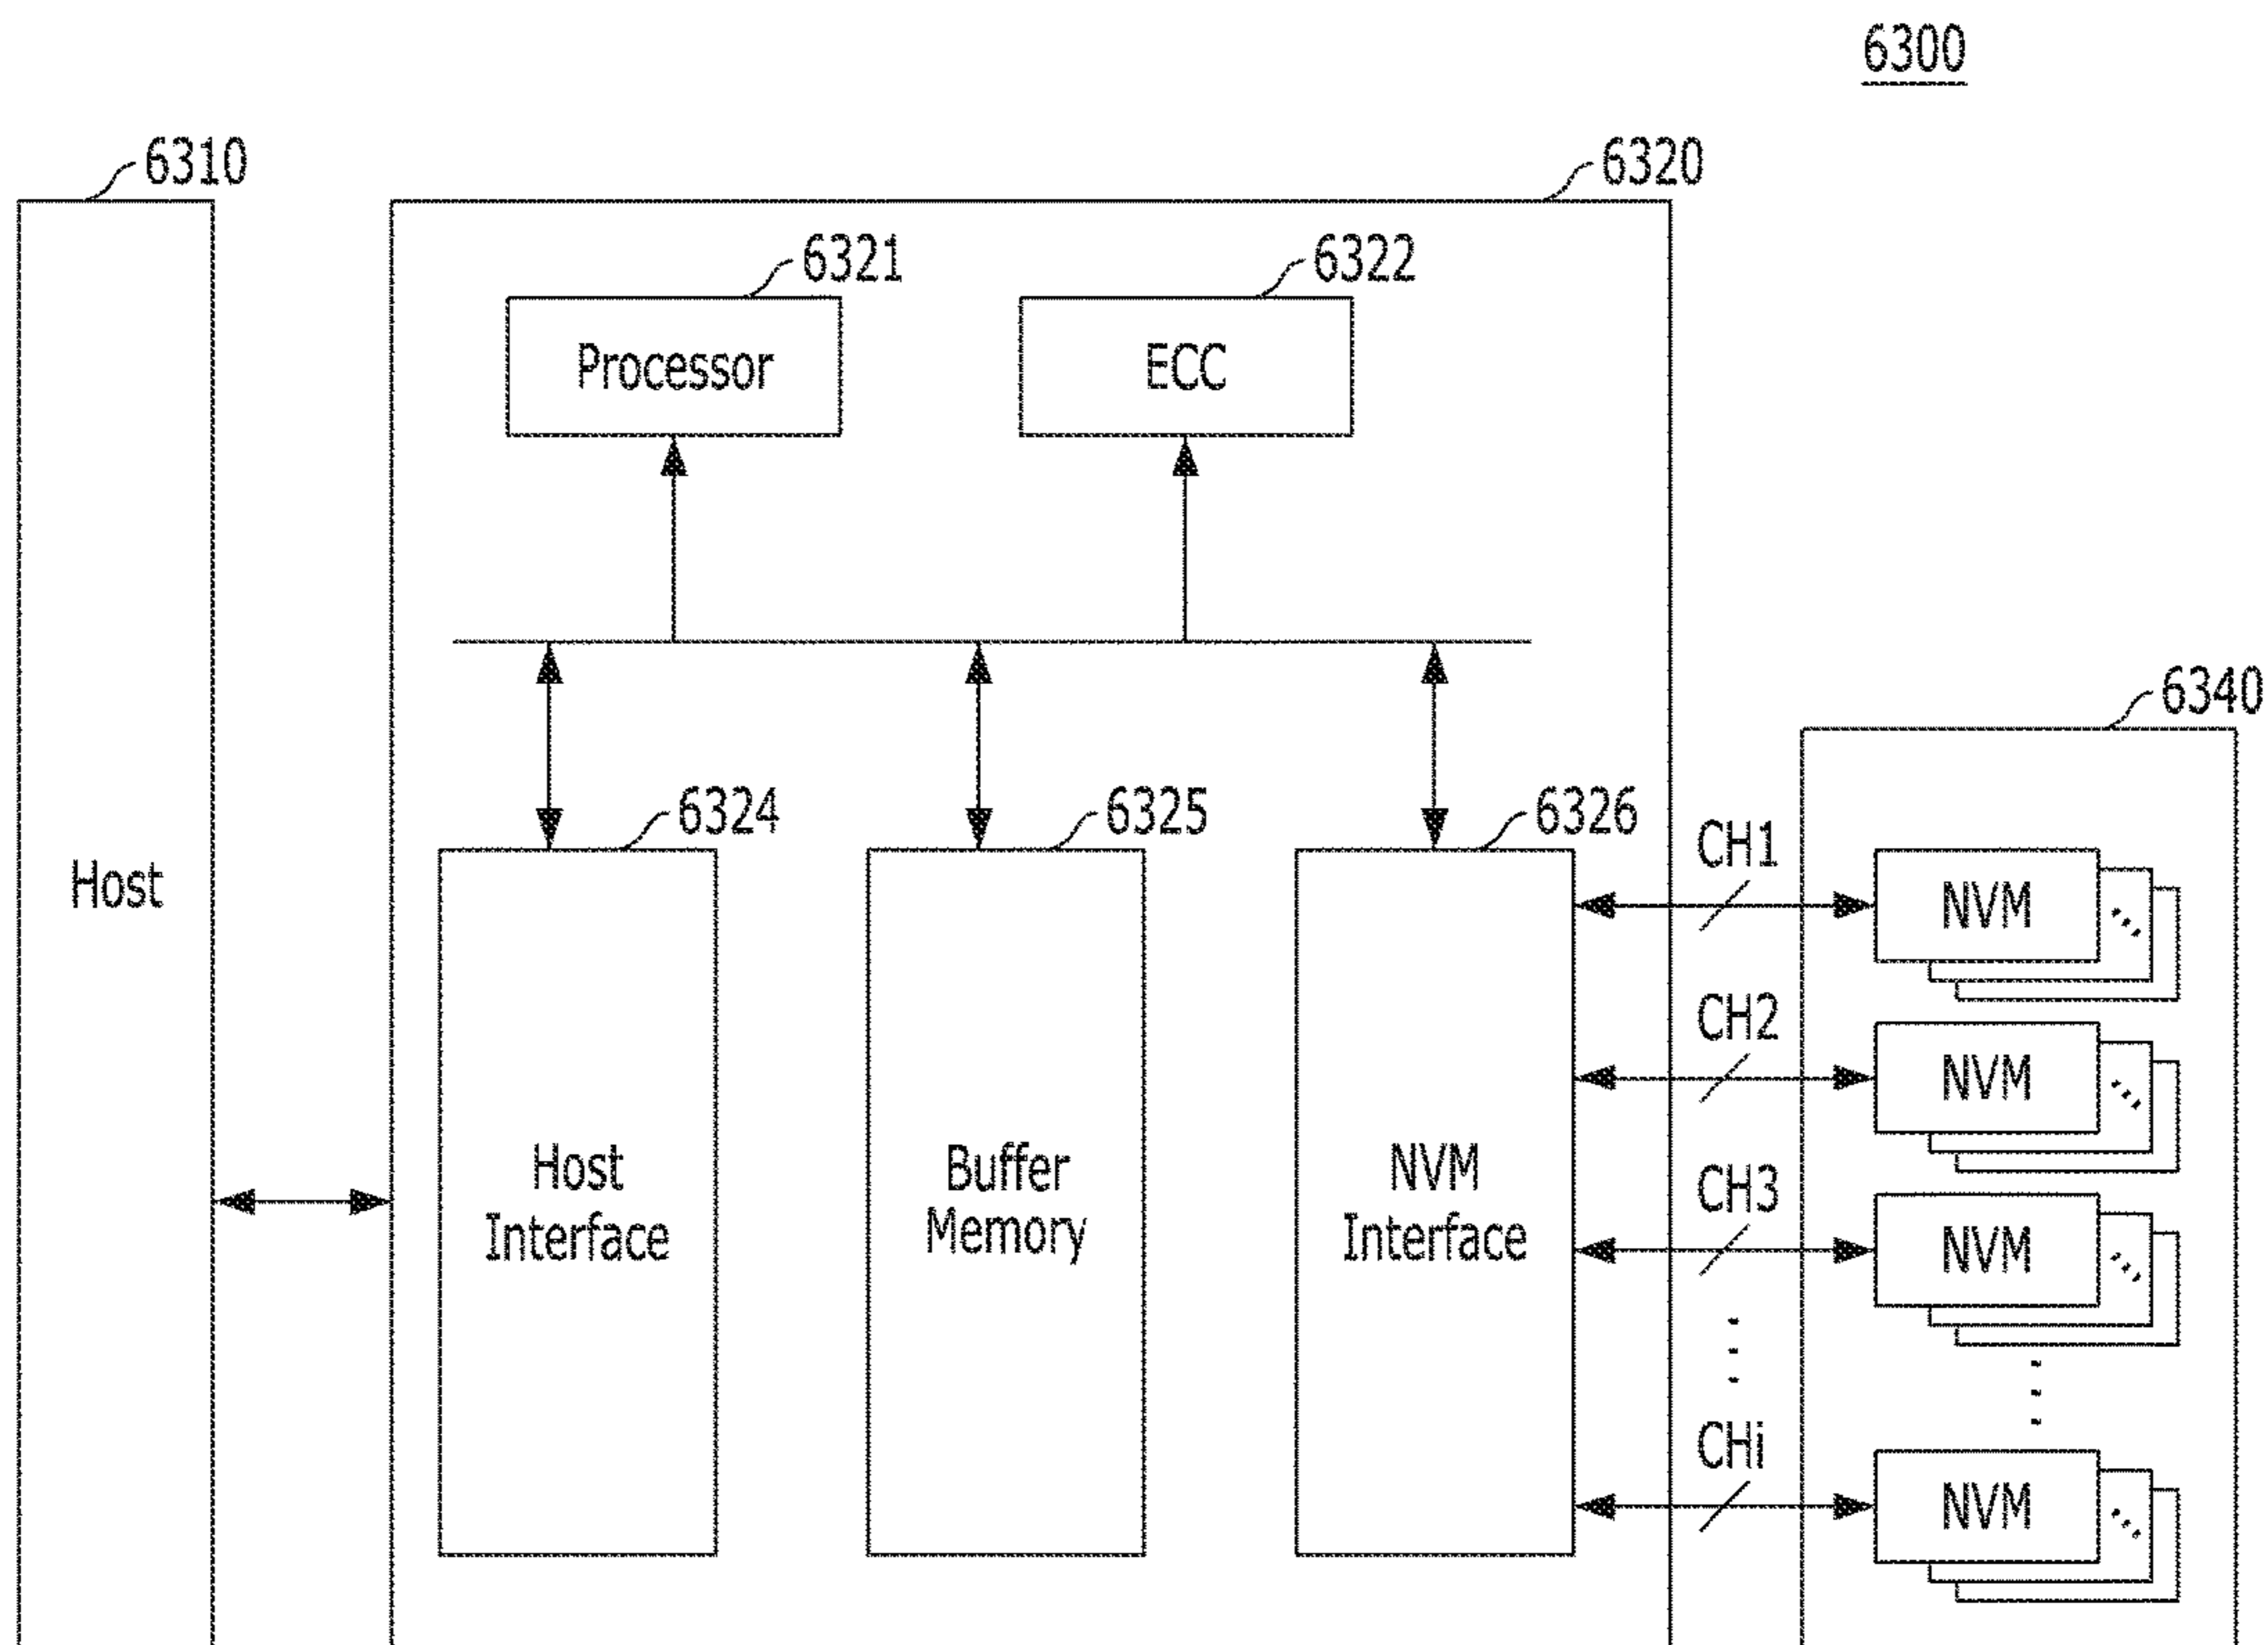 6300
6310
6320
6321
6322
Processor
ECC
6340
6324
6325
6326
CH1
Host
NVM
CH2
NVM
Host
Interface
Buffer
Memory
NVM
Interface
CH3
NVM
CHi
NVM